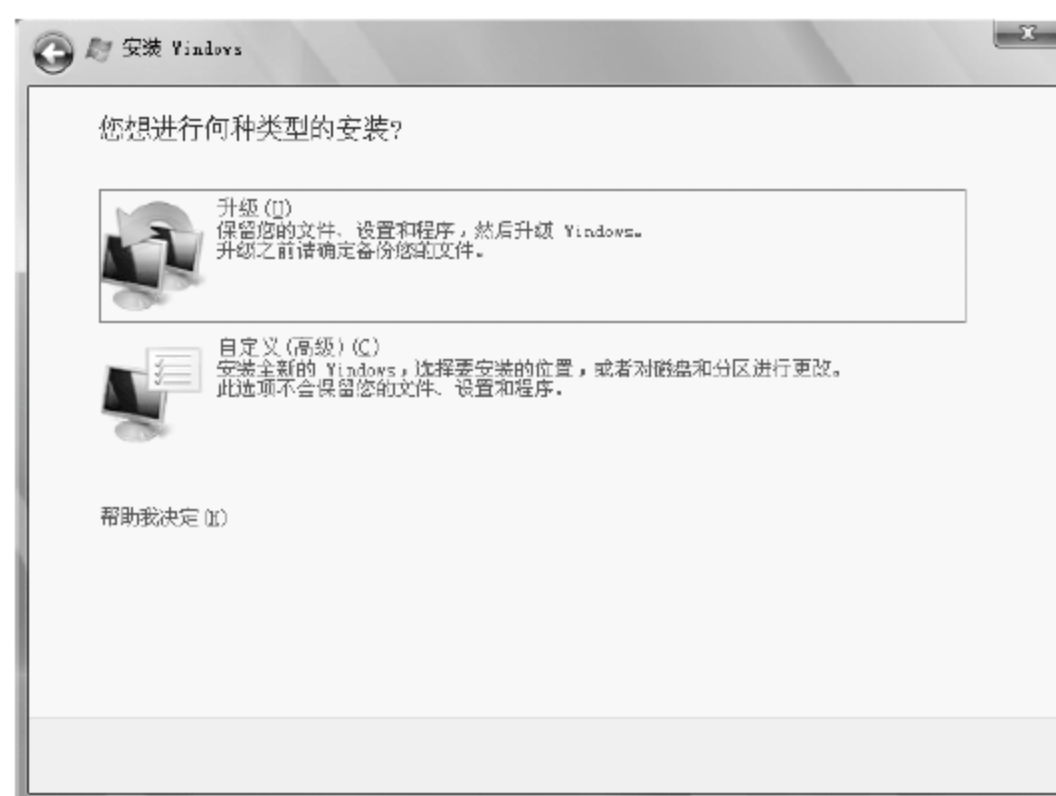 安装 Windows
您想进行何种类型的安装?
升级(U)
保留您的文件、设置和程序,然后升级 Windows。
升级之前请确定备份您的文件。
自定义(高级)(C)
安装全新的 Windows,选择要安装的位置,或者对磁盘和分区进行更改。
此选项不会保留您的文件、设置和程序。
帮助我决定(H)